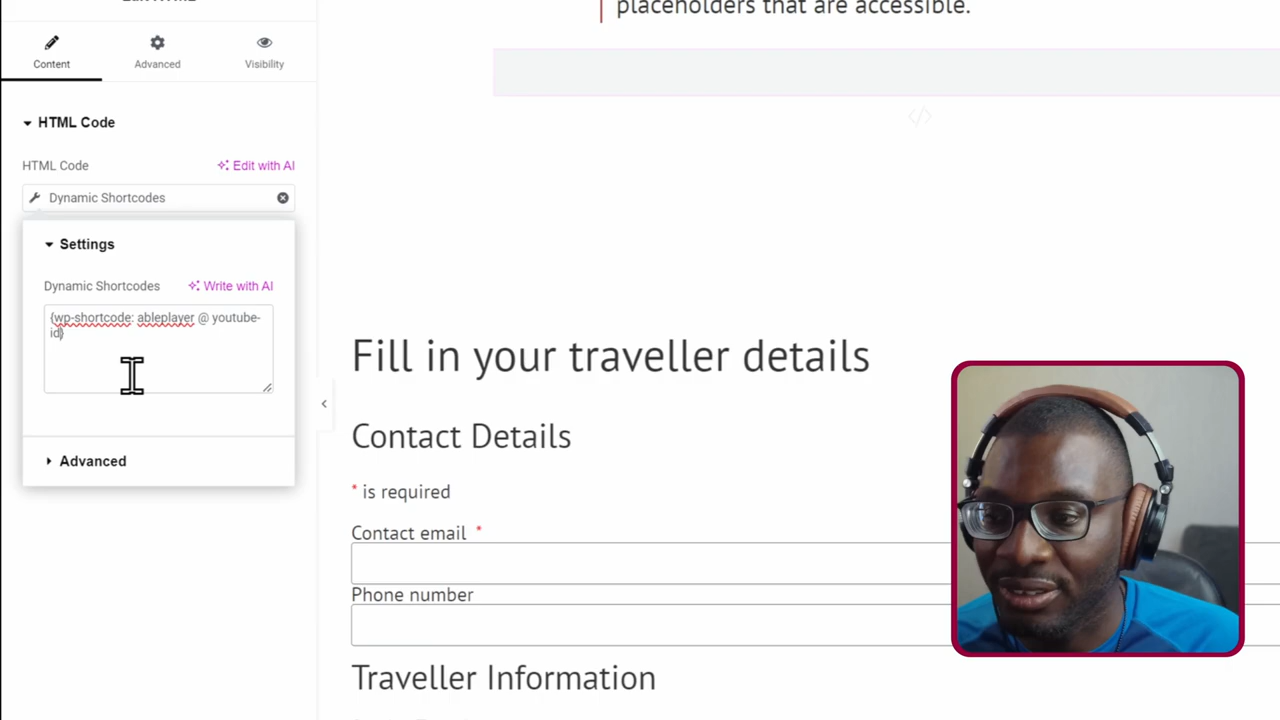 placeholders that are accessible.
Content
Advanced
Visibility
HTML Code
HTML Code
Edit with AI
Dynamic Shortcodes
Settings
Dynamic Shortcodes
Write with AI
{wp-shortcode: ableplayer @ youtube-
id}
Advanced
Fill in your traveller details
Contact Details
* is required
Contact email *
Phone number
Traveller Information